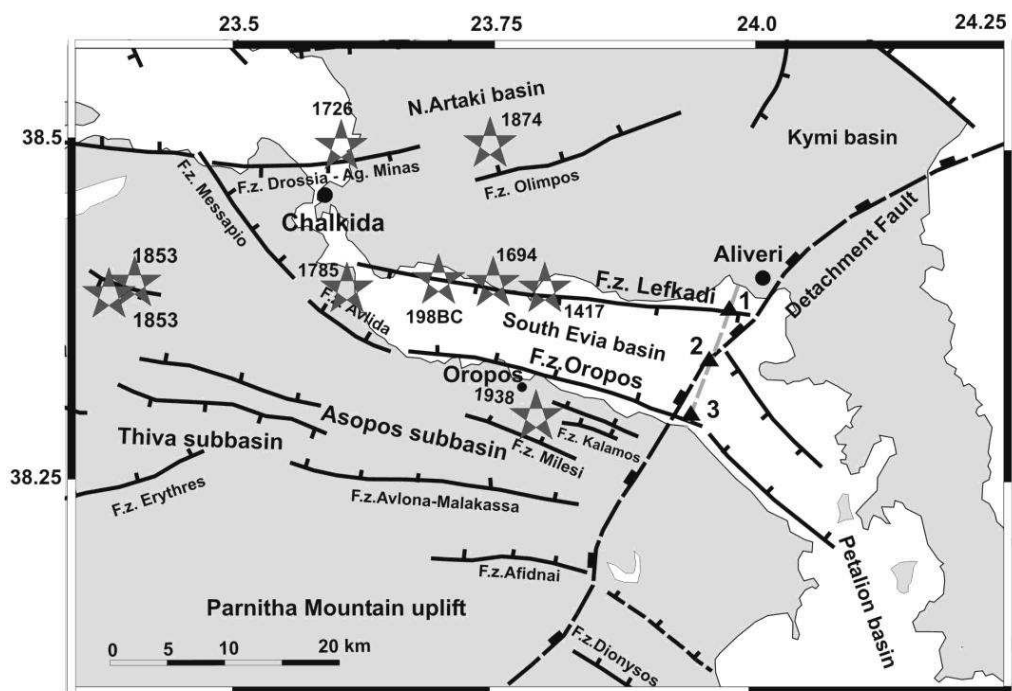 23.5
23.75
24.0
24.25
38.5
38.25
1726
N.Artaki basin
1874
Kymi basin
F.z. Drossia - Ag. Minas
F.z. Olimpos
F.z. Messapio
Chalkida
Detachment Fault
Aliveri
1853
1853
1785
1694
F.z. Lefkadi
1
198BC
1417
F.z. Avlida
South Evia basin
2
F.z.Oropos
Oropos
1938
3
Asopos subbasin
F.z. Kalamos
F.z. Milesi
Thiva subbasin
F.z. Erythres
F.z.Avlona-Malakassa
F.z.Afidnai
Petalion basin
Parnitha Mountain uplift
F.z.Dionysos
0 5 10 20 km